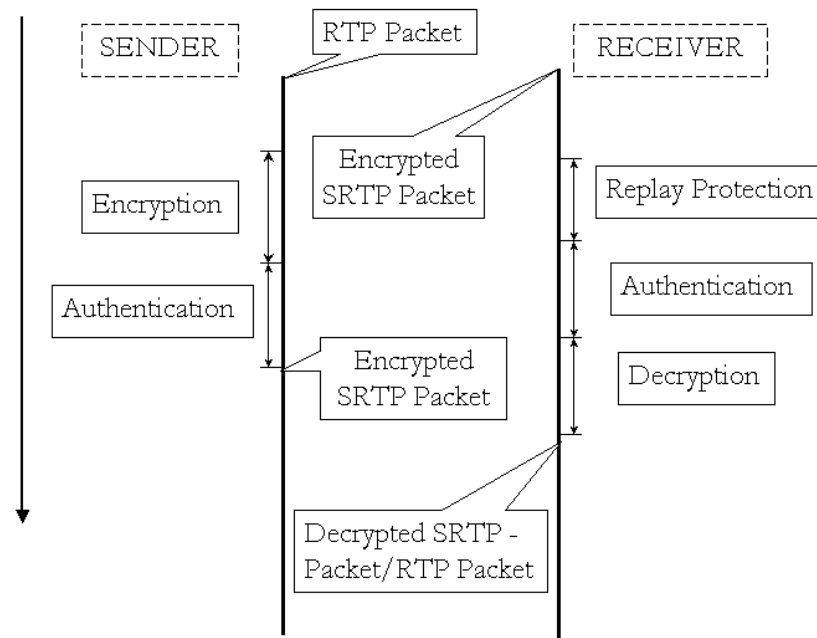 SENDER
RTP Packet
RECEIVER
Encrypted
SRTP Packet
Encryption
Replay Protection
Authentication
Authentication
Encrypted
SRTP Packet
Decryption
Decrypted SRTP -
Packet/RTP Packet